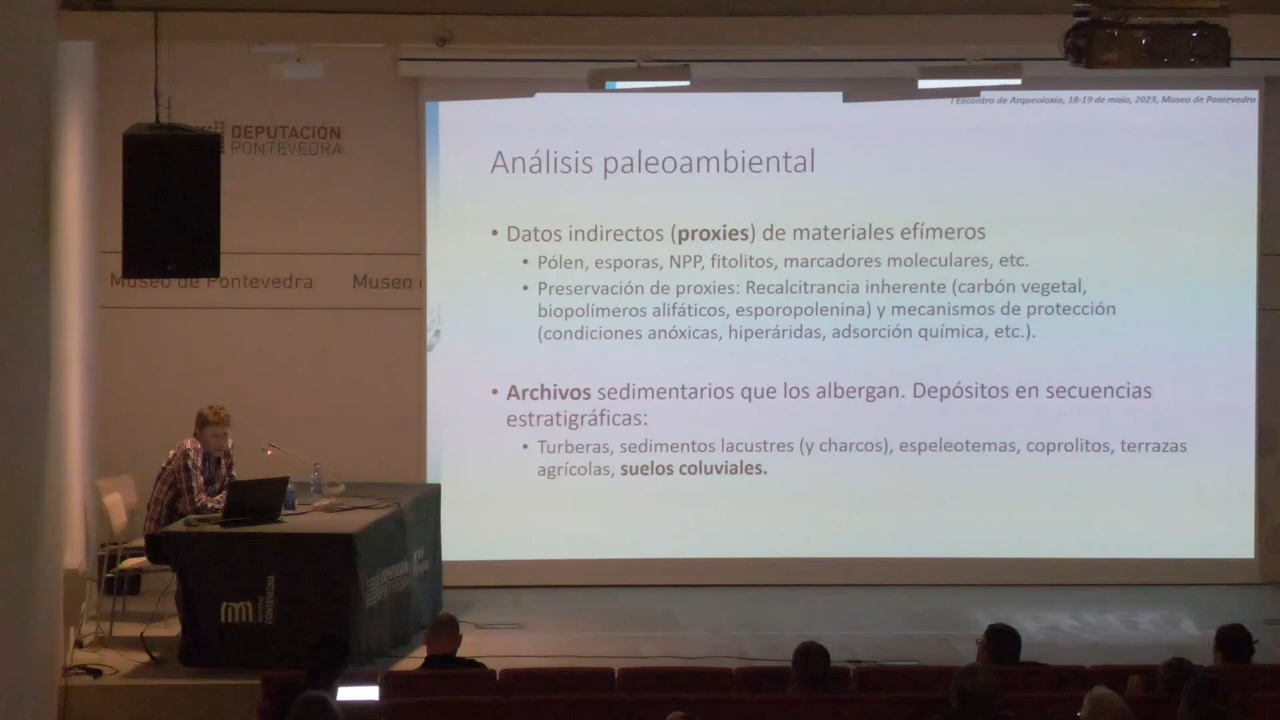 I Encontro de Arqueoloxía, 18-19 de maio, 2023, Museo de Pontevedra
DEPUTACIÓN
PONTEVEDRA
Museo de Pontevedra Museo
Análisis paleoambiental
• Datos indirectos (proxies) de materiales efímeros
• Pólen, esporas, NPP, fitolitos, marcadores moleculares, etc.
• Preservación de proxies: Recalcitrancia inherente (carbón vegetal,
biopolímeros alifáticos, esporopolenina) y mecanismos de protección
(condiciones anóxicas, hiperáridas, adsorción química, etc.).
• Archivos sedimentarios que los albergan. Depósitos en secuencias
estratigráficas:
• Turberas, sedimentos lacustres (y charcos), espeleotemas, coprolitos, terrazas
agrícolas, suelos coluviales.
MUSEO
PONTEVEDRA
DEPUTACIÓN